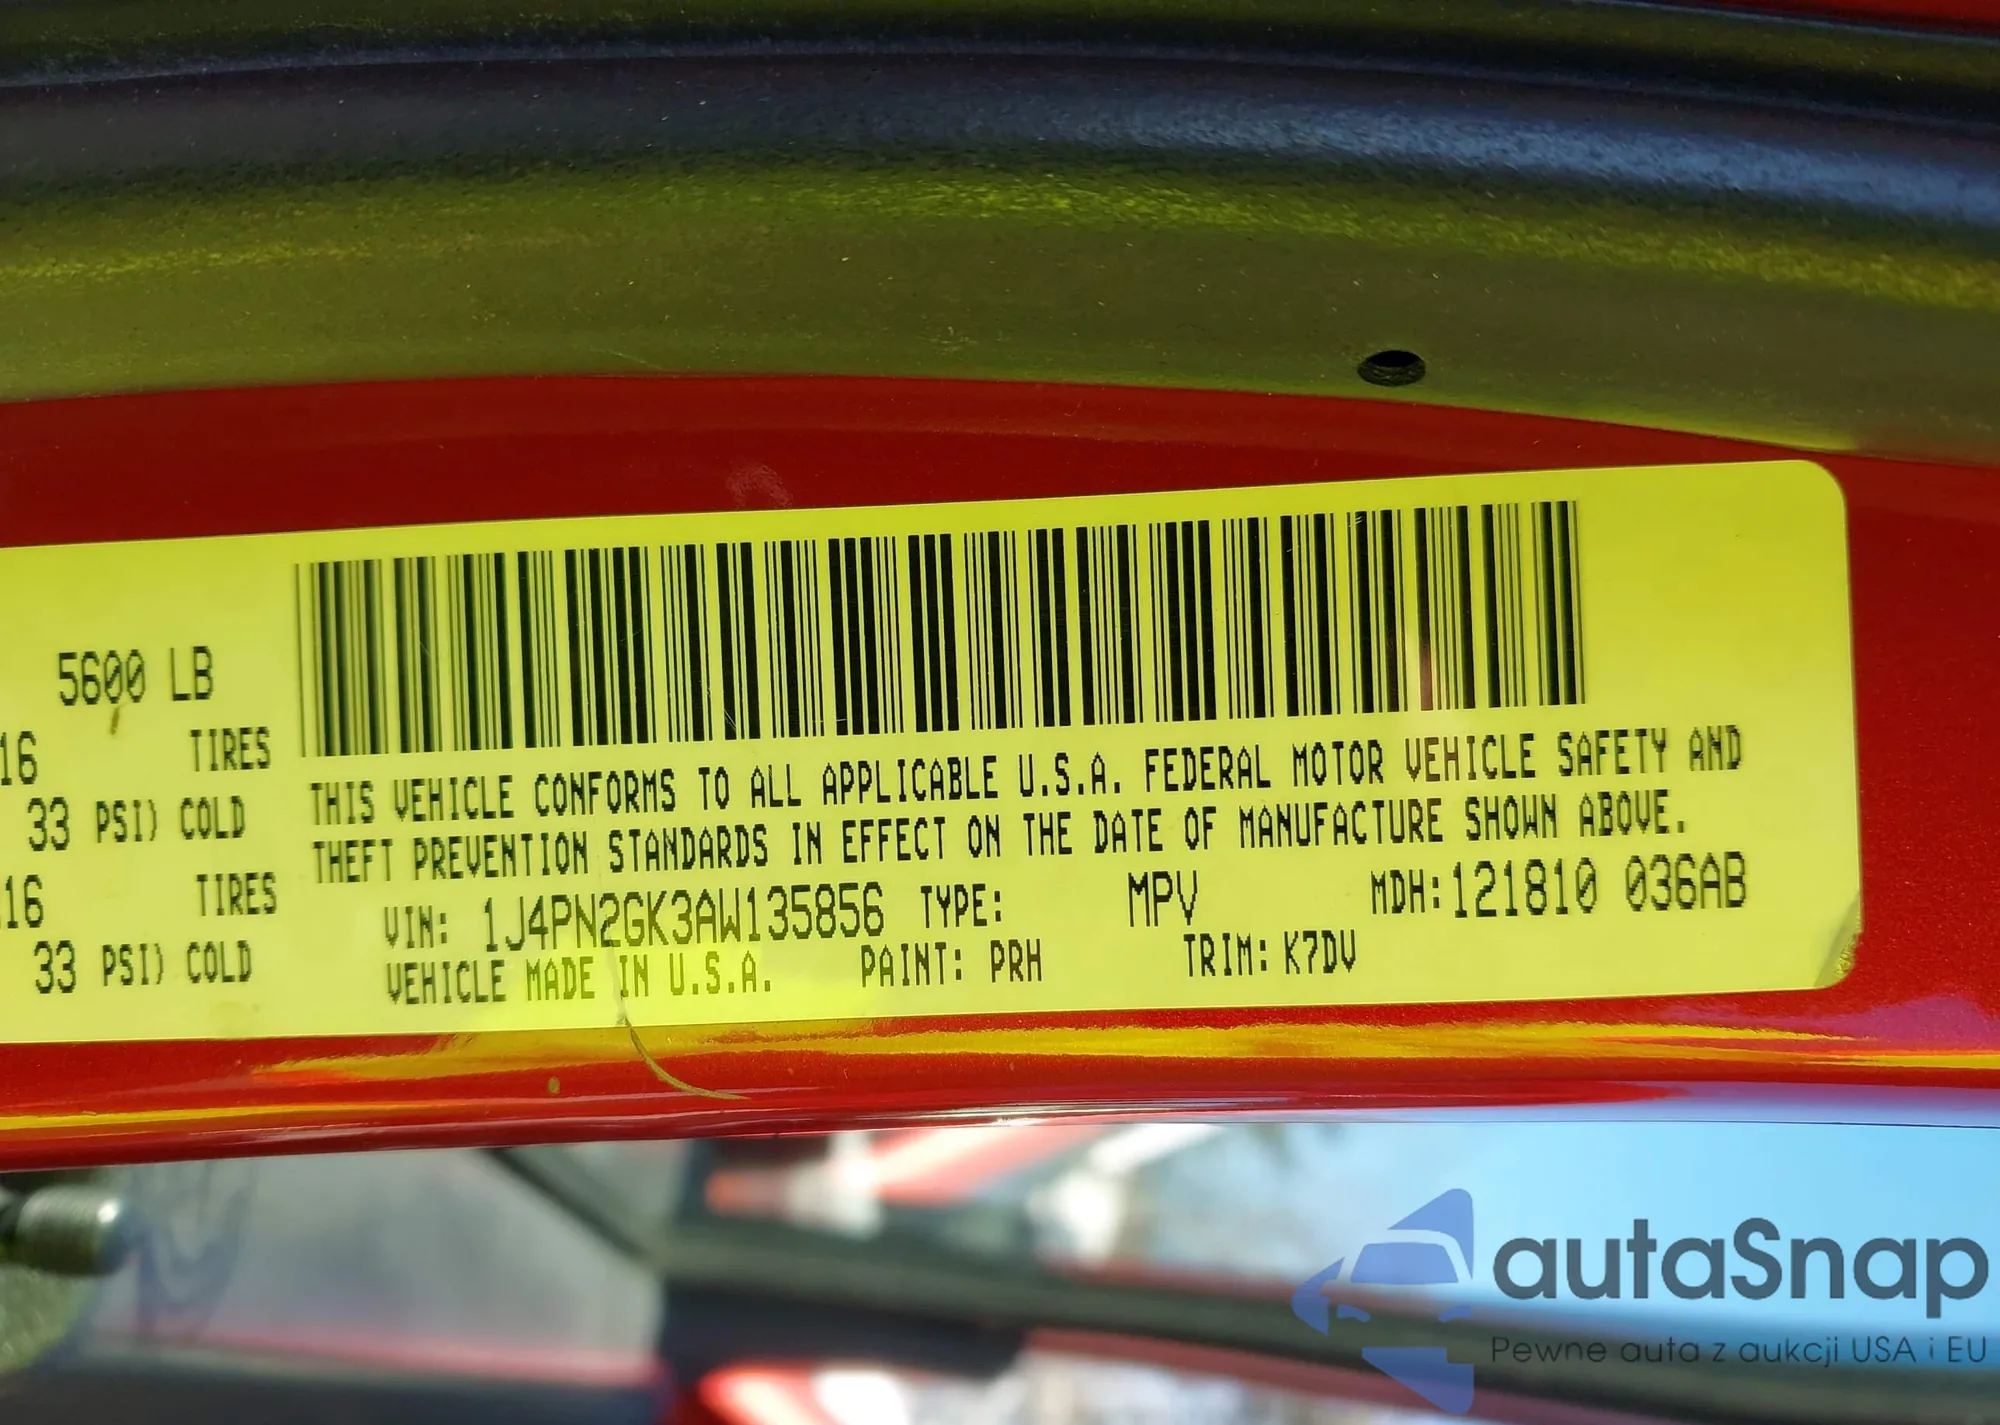 5600 LB
16 TIRES
33 PSI) COLD
16 TIRES
33 PSI) COLD
THIS VEHICLE CONFORMS TO ALL APPLICABLE U.S.A. FEDERAL MOTOR VEHICLE SAFETY AND
THEFT PREVENTION STANDARDS IN EFFECT ON THE DATE OF MANUFACTURE SHOWN ABOVE.
VIN: 1J4PN2GK3AW135856 TYPE: MPV MDH:121810 036AB
VEHICLE MADE IN U.S.A. PAINT: PRH TRIM: K7DV
autaSnap
Pewne auta z aukcji USA i EU